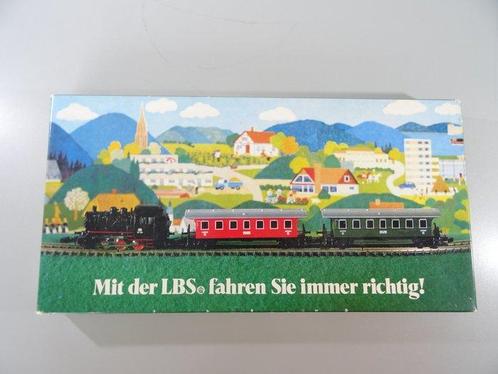 Mit der LBS fahren Sie immer richtig!